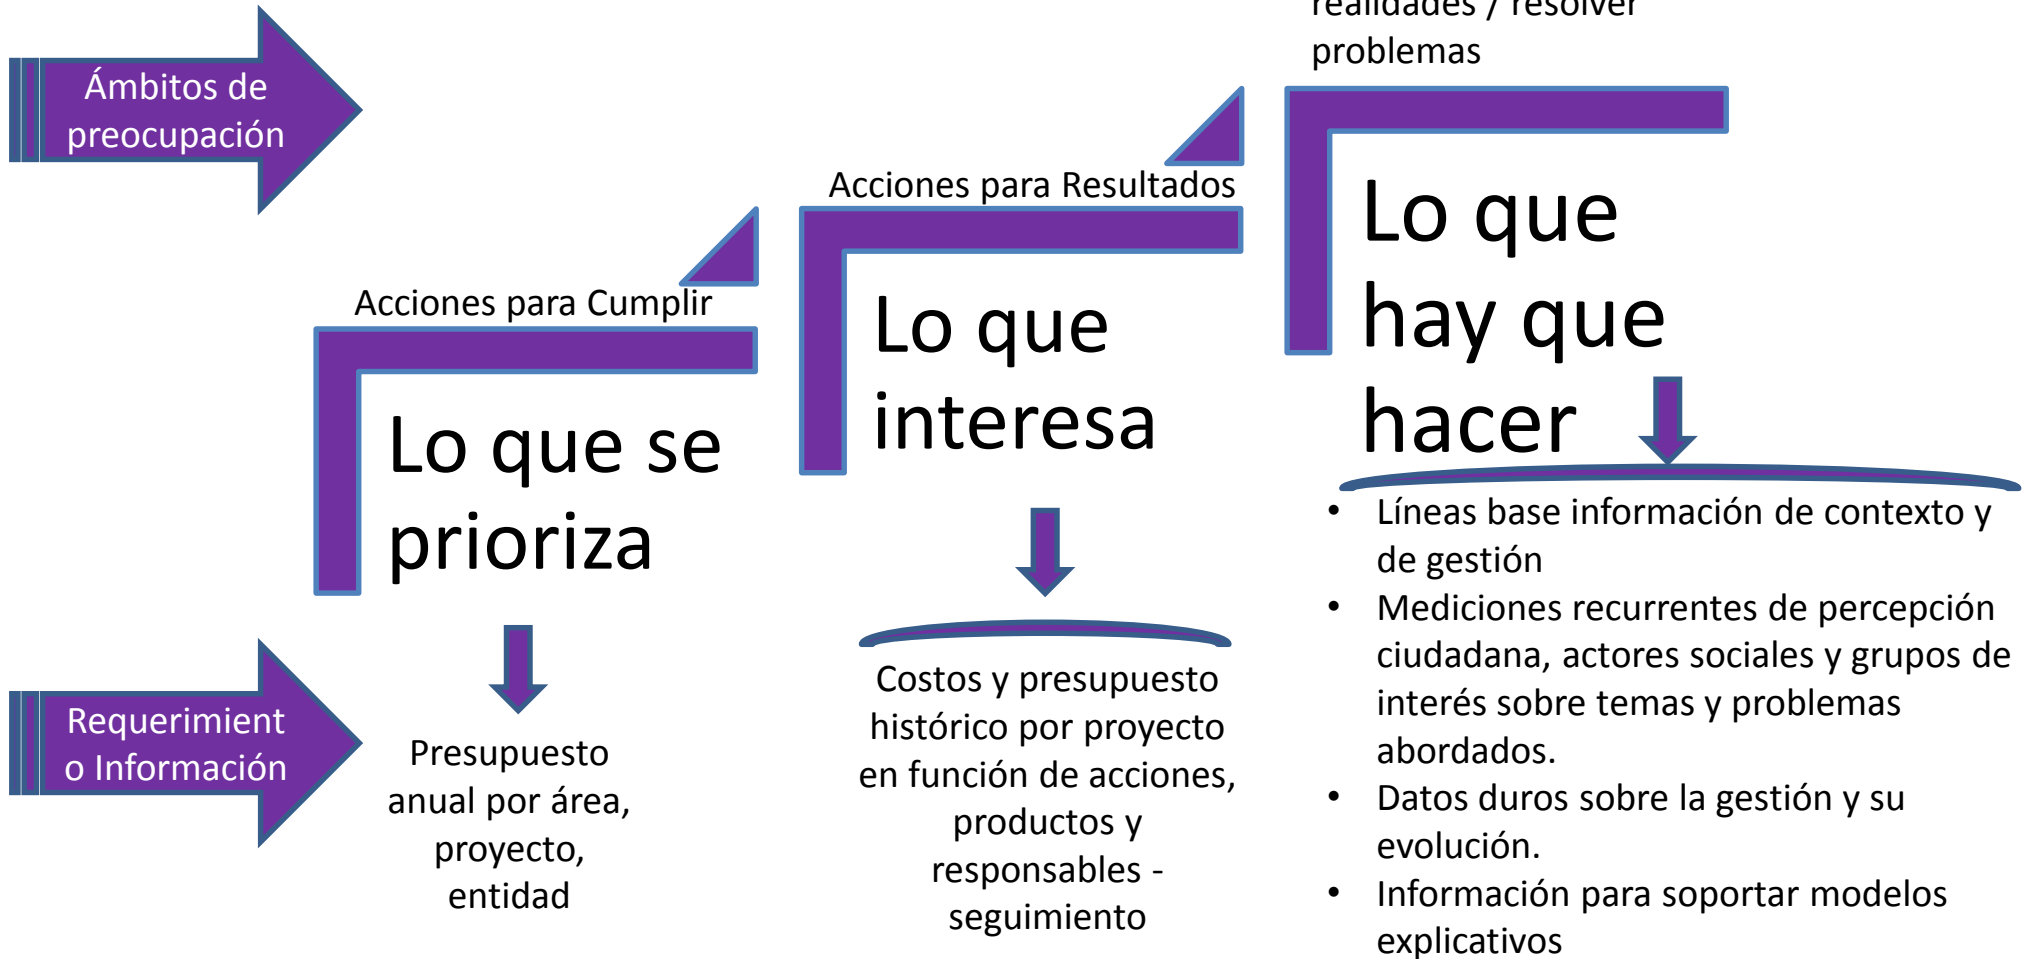 realidades / resolver
problemas
Ámbitos de
preocupación
Acciones para Resultados
Lo que
hay que
hacer
Acciones para Cumplir
Lo que
interesa
Lo que se
prioriza
• Líneas base información de contexto y
de gestión
• Mediciones recurrentes de percepción
ciudadana, actores sociales y grupos de
interés sobre temas y problemas
abordados.
• Datos duros sobre la gestión y su
evolución.
• Información para soportar modelos
explicativos
Requerimient
o Información
Presupuesto
anual por área,
proyecto,
entidad
Costos y presupuesto
histórico por proyecto
en función de acciones,
productos y
responsables -
seguimiento